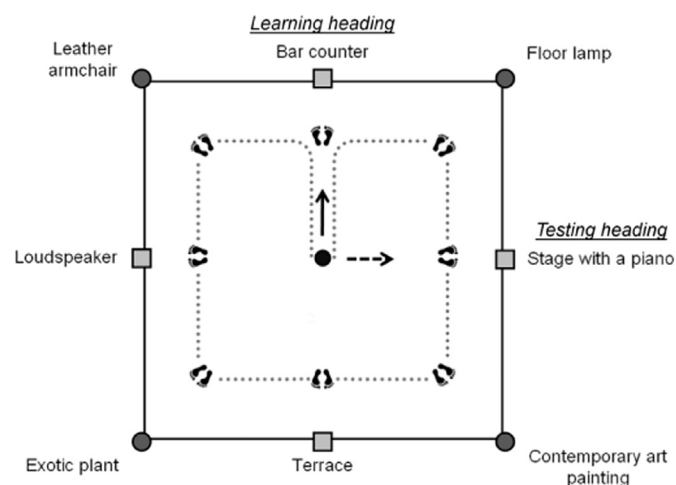 Learning heading
Leather
armchair
Bar counter
Floor lamp
Loudspeaker
Testing heading
Stage with a piano
Exotic plant
Terrace
Contemporary art
painting